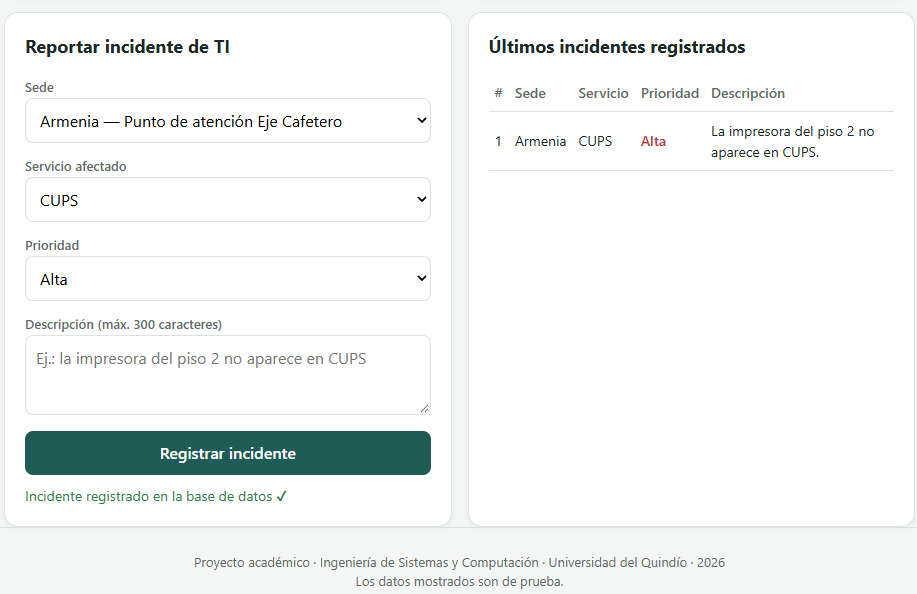 Reportar incidente de TI
Sede
Armenia — Punto de atención Eje Cafetero
Servicio afectado
CUPS
Prioridad
Alta
Descripción (máx. 300 caracteres)
Ej.: la impresora del piso 2 no aparece en CUPS
Registrar incidente
Incidente registrado en la base de datos ✓
Últimos incidentes registrados
# Sede Servicio Prioridad Descripción
1 Armenia CUPS Alta La impresora del piso 2 no
aparece en CUPS.
Proyecto académico · Ingeniería de Sistemas y Computación · Universidad del Quindío · 2026
Los datos mostrados son de prueba.